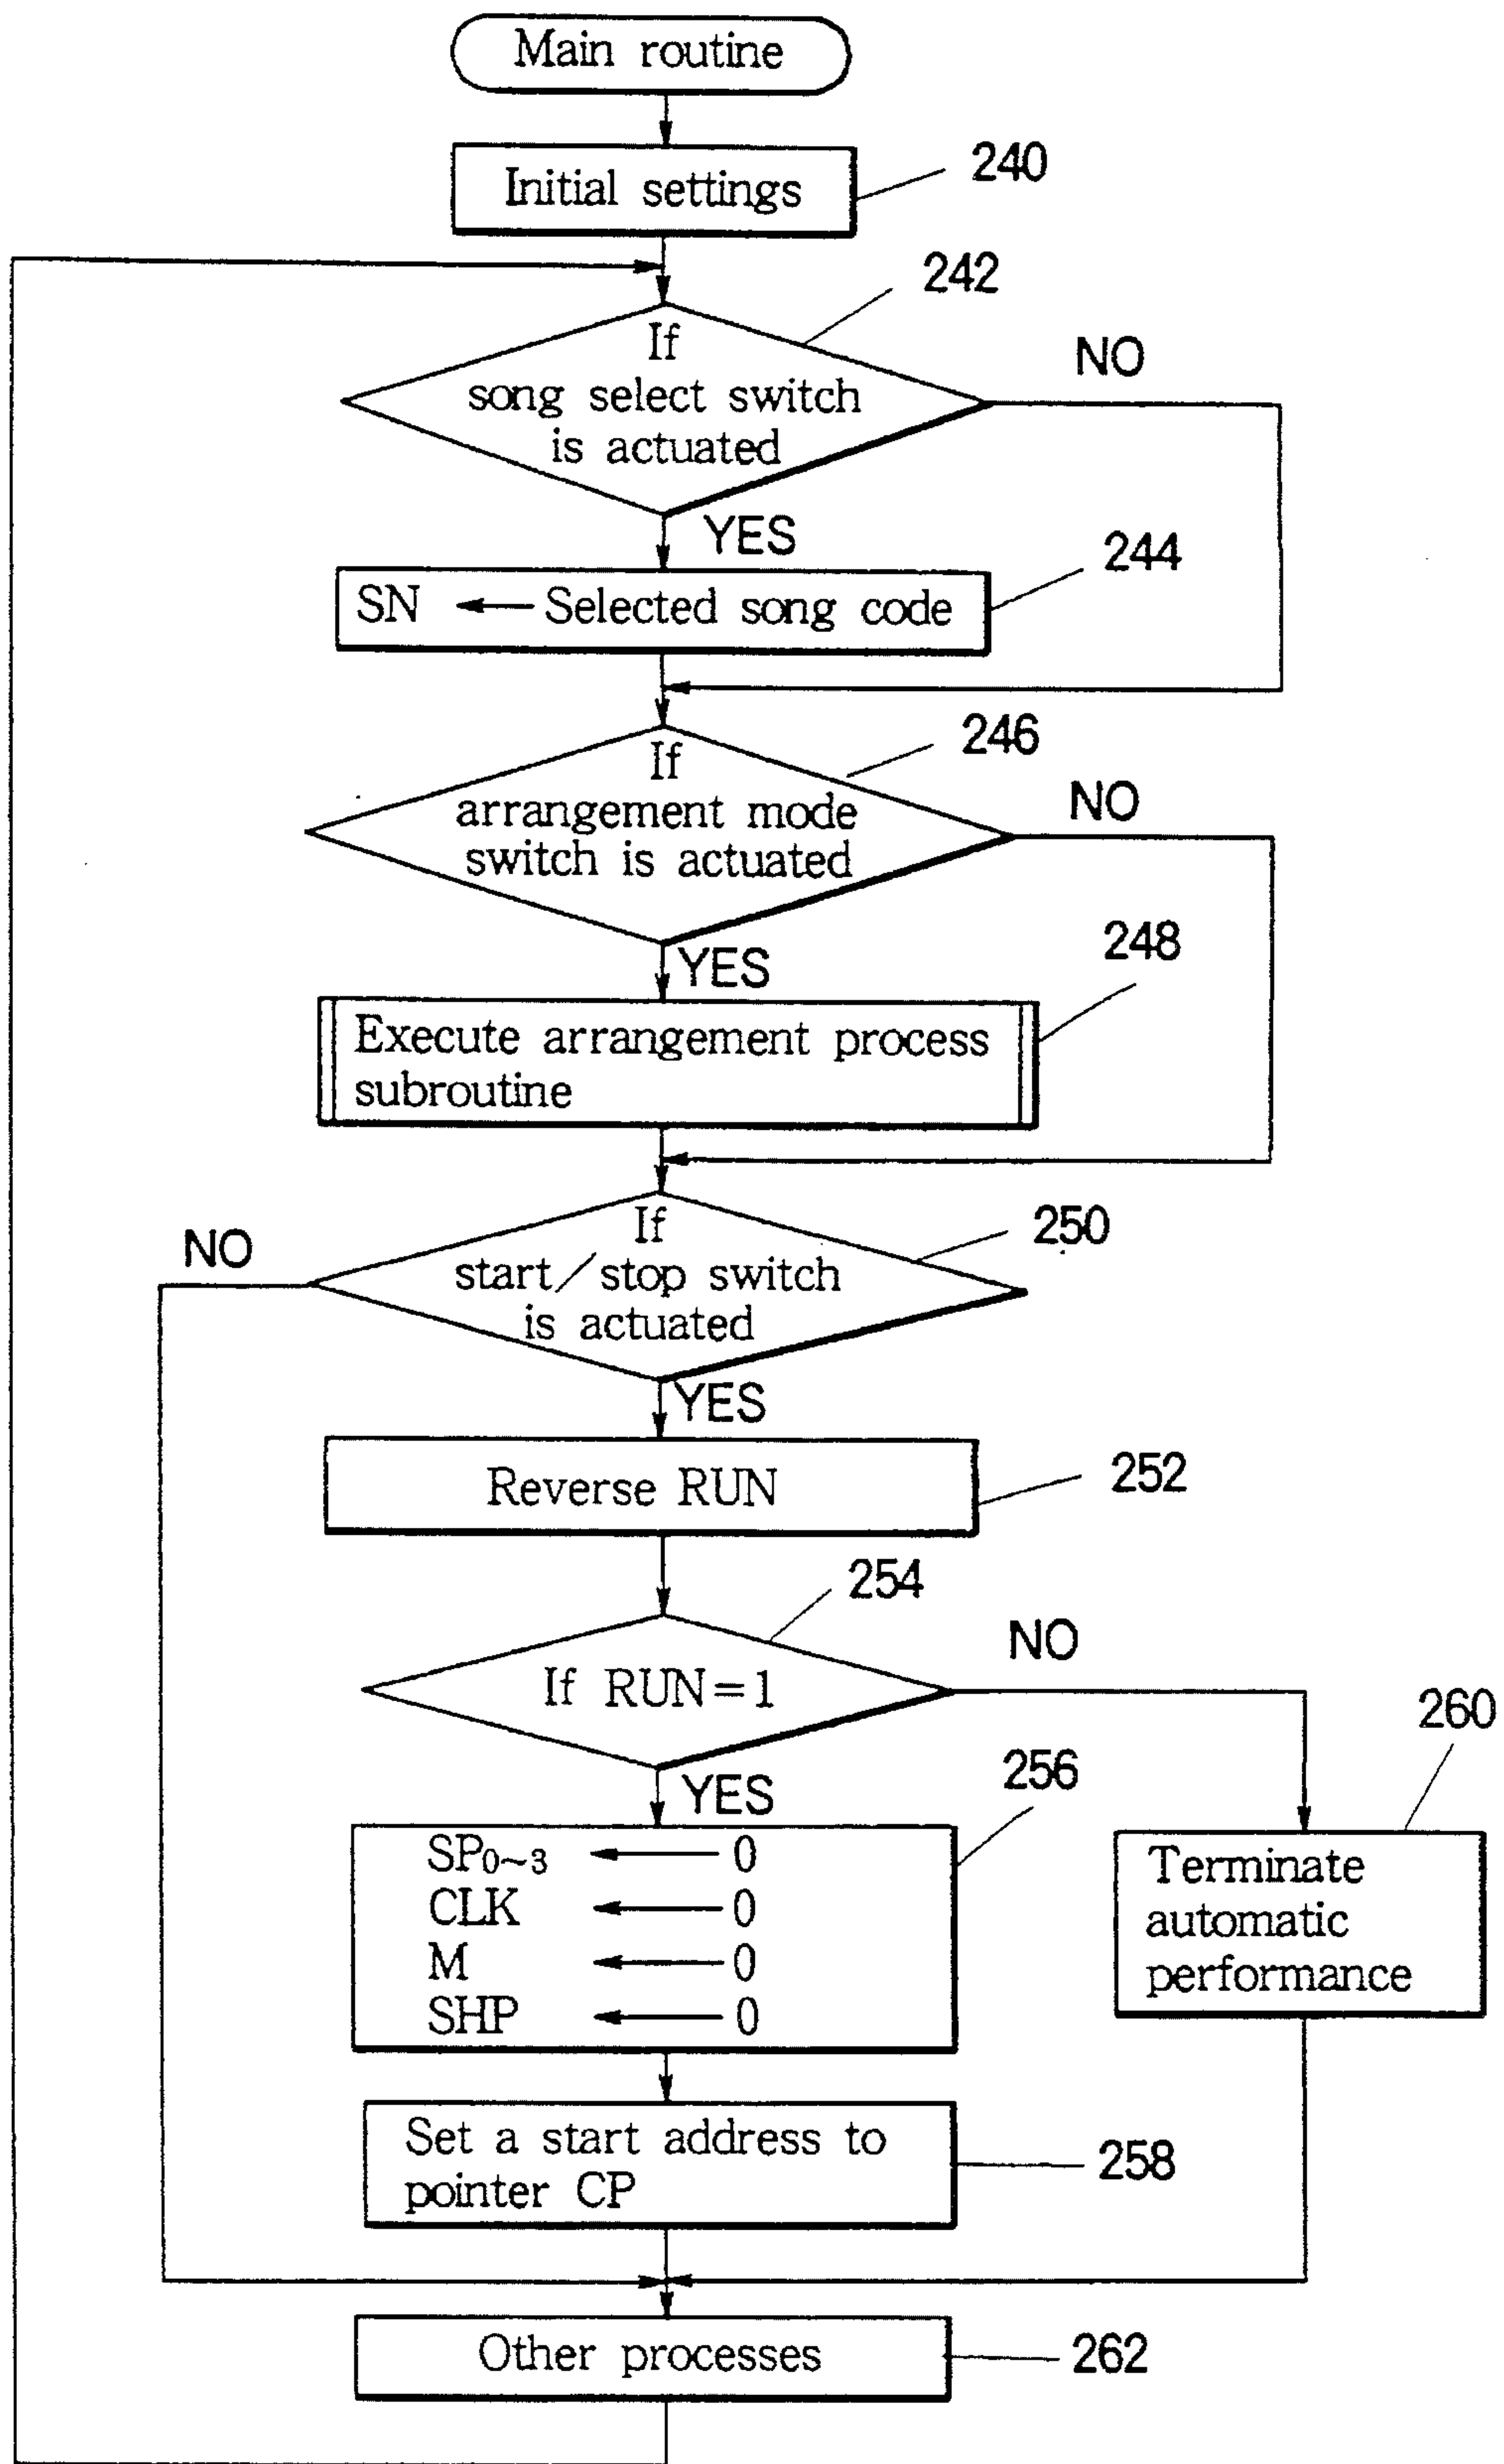 Main routine
Initial settings
240
242
If
song select switch
is actuated
NO
YES
244
SN ← Selected song code
246
If
arrangement mode
switch is actuated
NO
YES
248
Execute arrangement process
subroutine
250
If
start/stop switch
is actuated
NO
YES
Reverse RUN
252
254
If RUN=1
NO
YES
256
260
SP0~3 ← 0
CLK ← 0
M ← 0
SHP ← 0
Terminate
automatic
performance
Set a start address to
pointer CP
258
Other processes
262